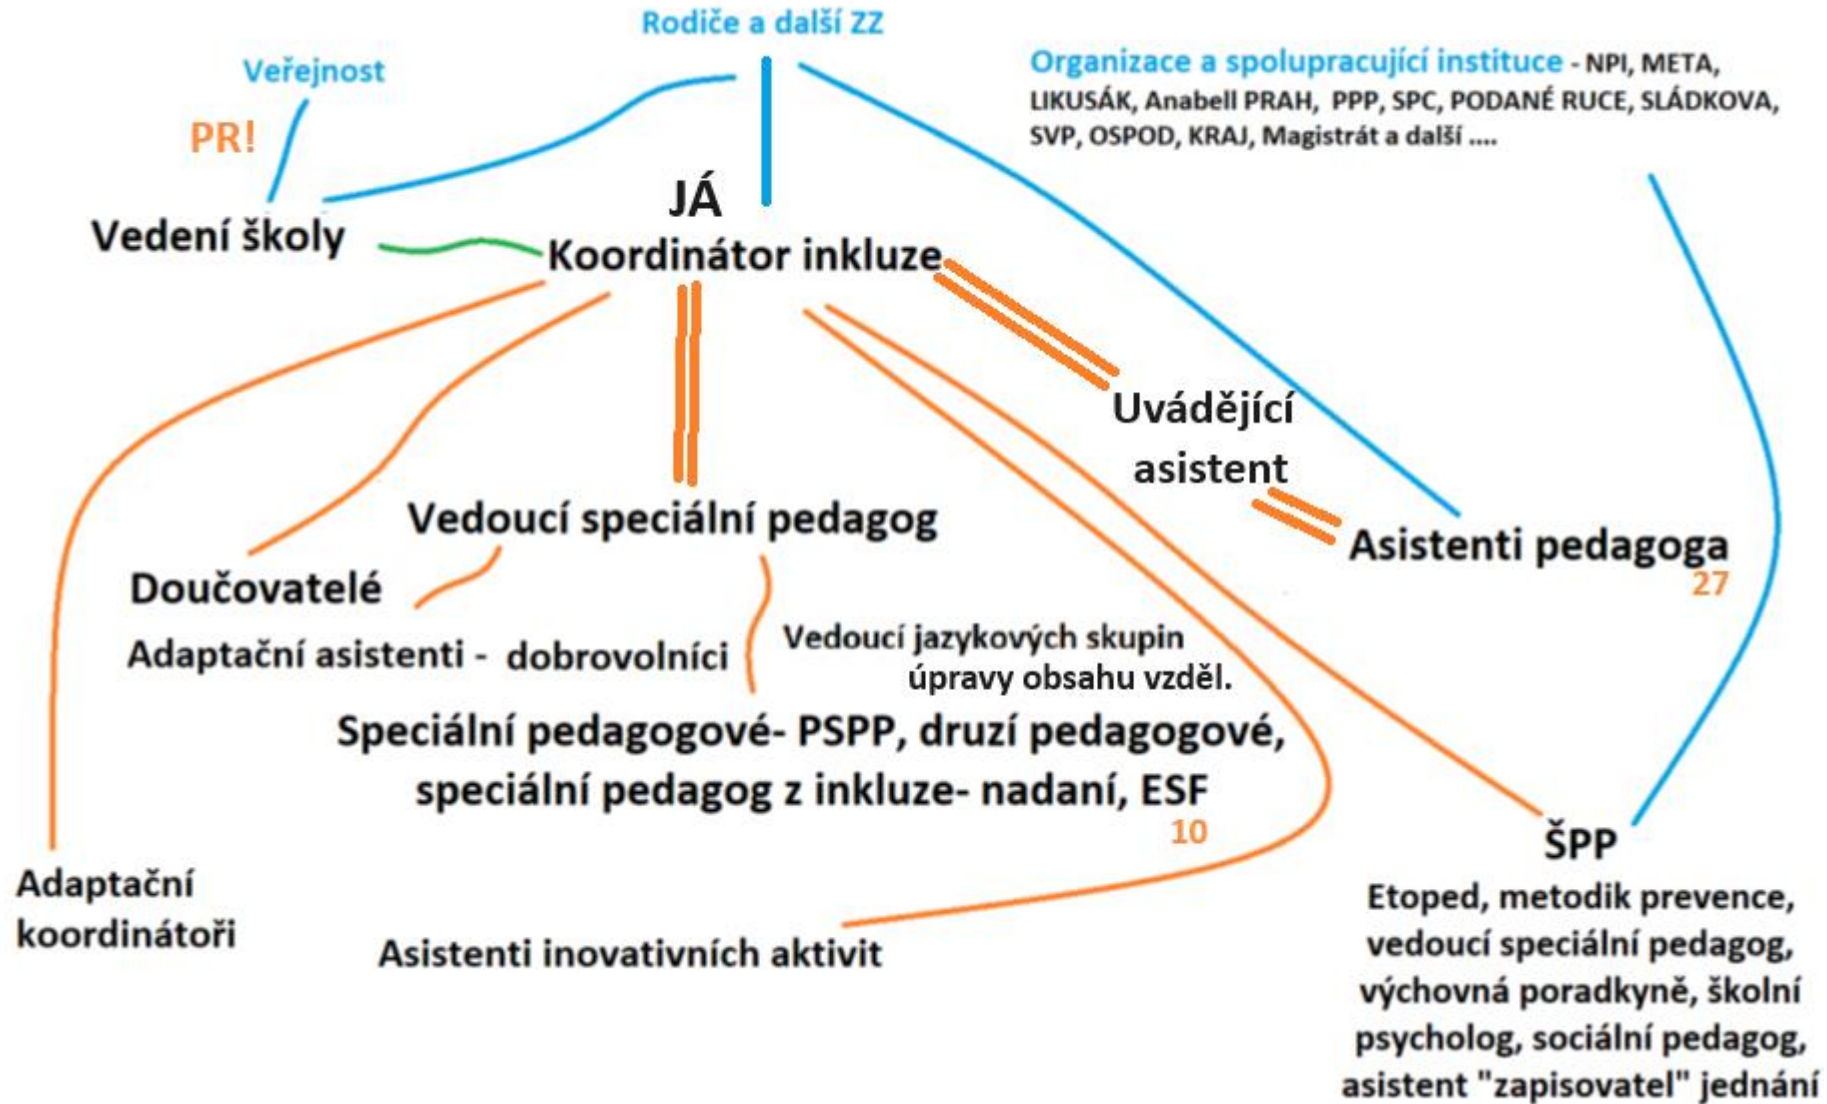 Rodiče a další ZZ
Veřejnost
PR!
Organizace a spolupracující instituce - NPI, META,
LIKUSÁK, Anabell PRAH, PPP, SPC, PODANÉ RUCE, SLÁDKOVA,
SVP, OSPOD, KRAJ, Magistrát a další ....
JÁ
Vedení školy
Koordinátor inkluze
Uvádějící
asistent
Vedoucí speciální pedagog
Asistenti pedagoga
27
Doučovatelé
Adaptační asistenti - dobrovolníci
Vedoucí jazykových skupin
úpravy obsahu vzděl.
Speciální pedagogové- PSPP, druzí pedagogové,
speciální pedagog z inkluze- nadaní, ESF
10
Adaptační
koordinátoři
Asistenti inovativních aktivit
ŠPP
Etoped, metodik prevence,
vedoucí speciální pedagog,
výchovná poradkyně, školní
psycholog, sociální pedagog,
asistent "zapisovatel" jednání